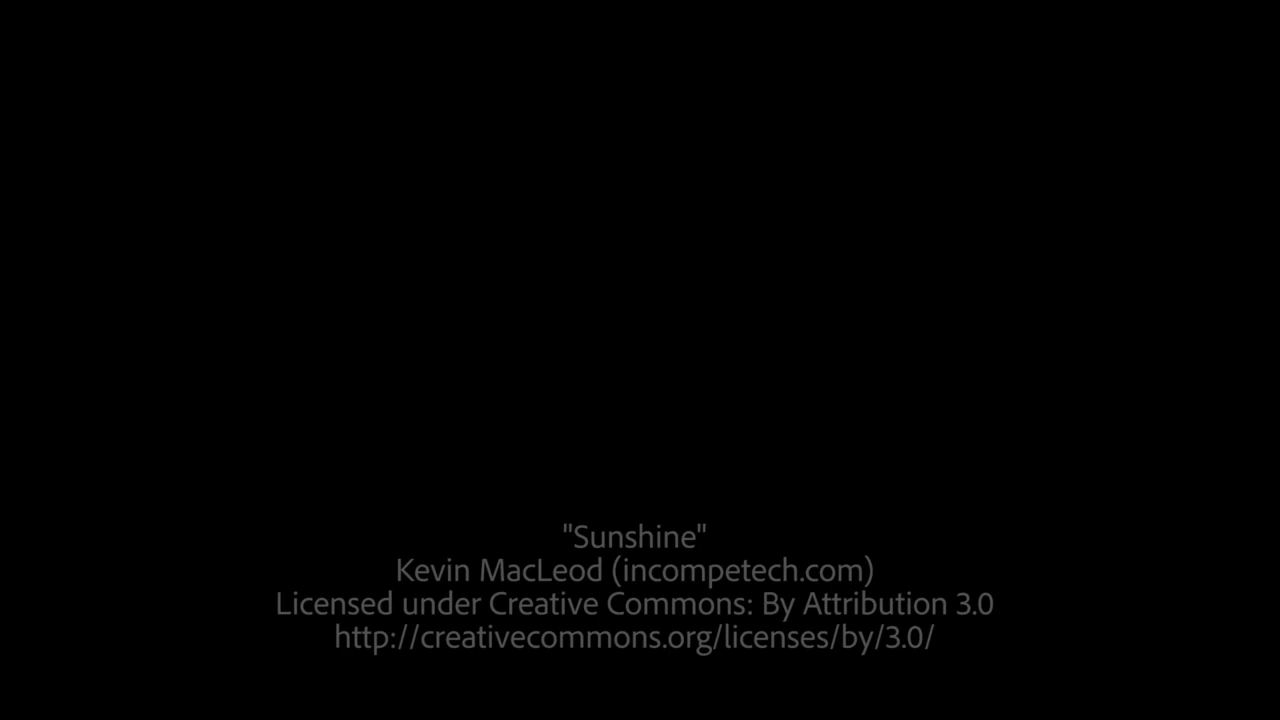 "Sunshine"
Kevin MacLeod (incompetech.com)
Licensed under Creative Commons: By Attribution 3.0
http://creativecommons.org/licenses/by/3.0/